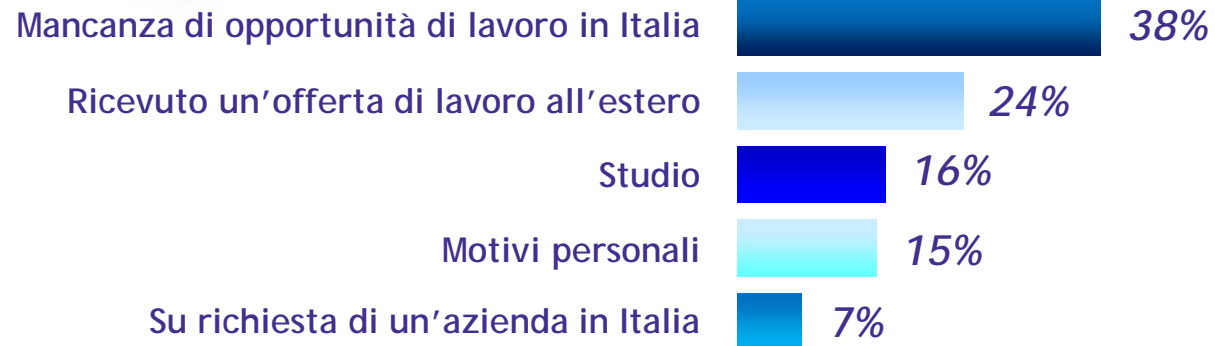 Mancanza di opportunità di lavoro in Italia 38%
Ricevuto un’offerta di lavoro all’estero 24%
Studio 16%
Motivi personali 15%
Su richiesta di un’azienda in Italia 7%